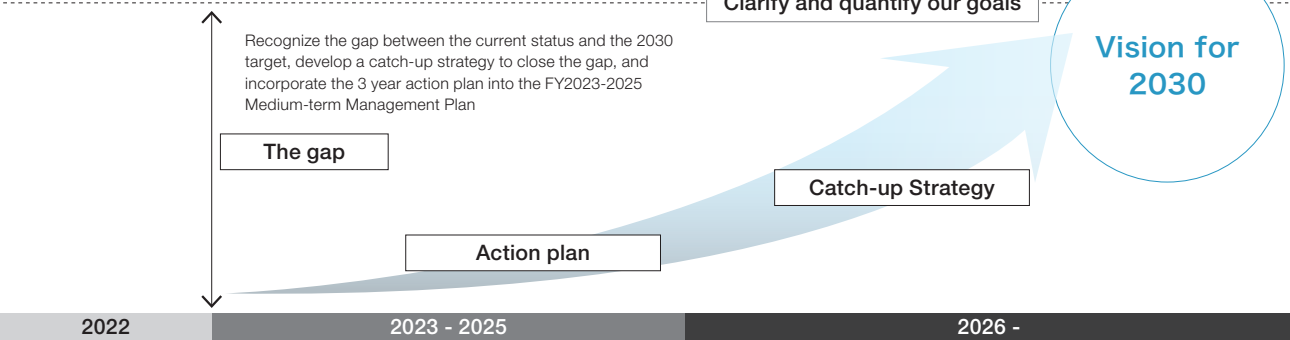 Clarify and quantify our goals
Vision for
2030
Recognize the gap between the current status and the 2030
target, develop a catch-up strategy to close the gap, and
incorporate the 3 year action plan into the FY2023-2025
Medium-term Management Plan
The gap
Catch-up Strategy
Action plan
2022
2023 - 2025
2026 -